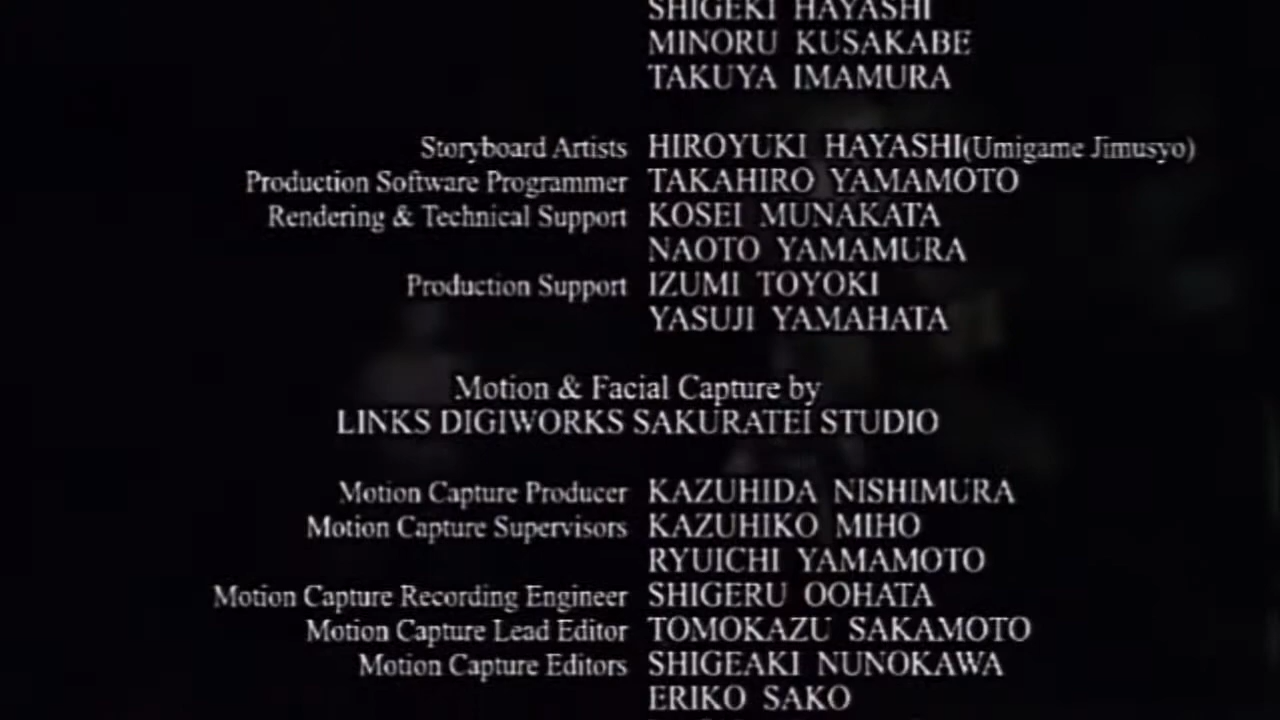 SHIGEKI HAYASHI
MINORU KUSAKABE
TAKUYA IMAMURA
Storyboard Artists HIROYUKI HAYASHI(Umigame Jimusyo)
Production Software Programmer TAKAHIRO YAMAMOTO
Rendering & Technical Support KOSEI MUNAKATA
NAOTO YAMAMURA
Production Support IZUMI TOYOKI
YASUJI YAMAHATA
Motion & Facial Capture by
LINKS DIGIWORKS SAKURATEI STUDIO
Motion Capture Producer KAZUHIDA NISHIMURA
Motion Capture Supervisors KAZUHIKO MIHO
RYUICHI YAMAMOTO
Motion Capture Recording Engineer SHIGERU OOHATA
Motion Capture Lead Editor TOMOKAZU SAKAMOTO
Motion Capture Editors SHIGEAKI NUNOKAWA
ERIKO SAKO